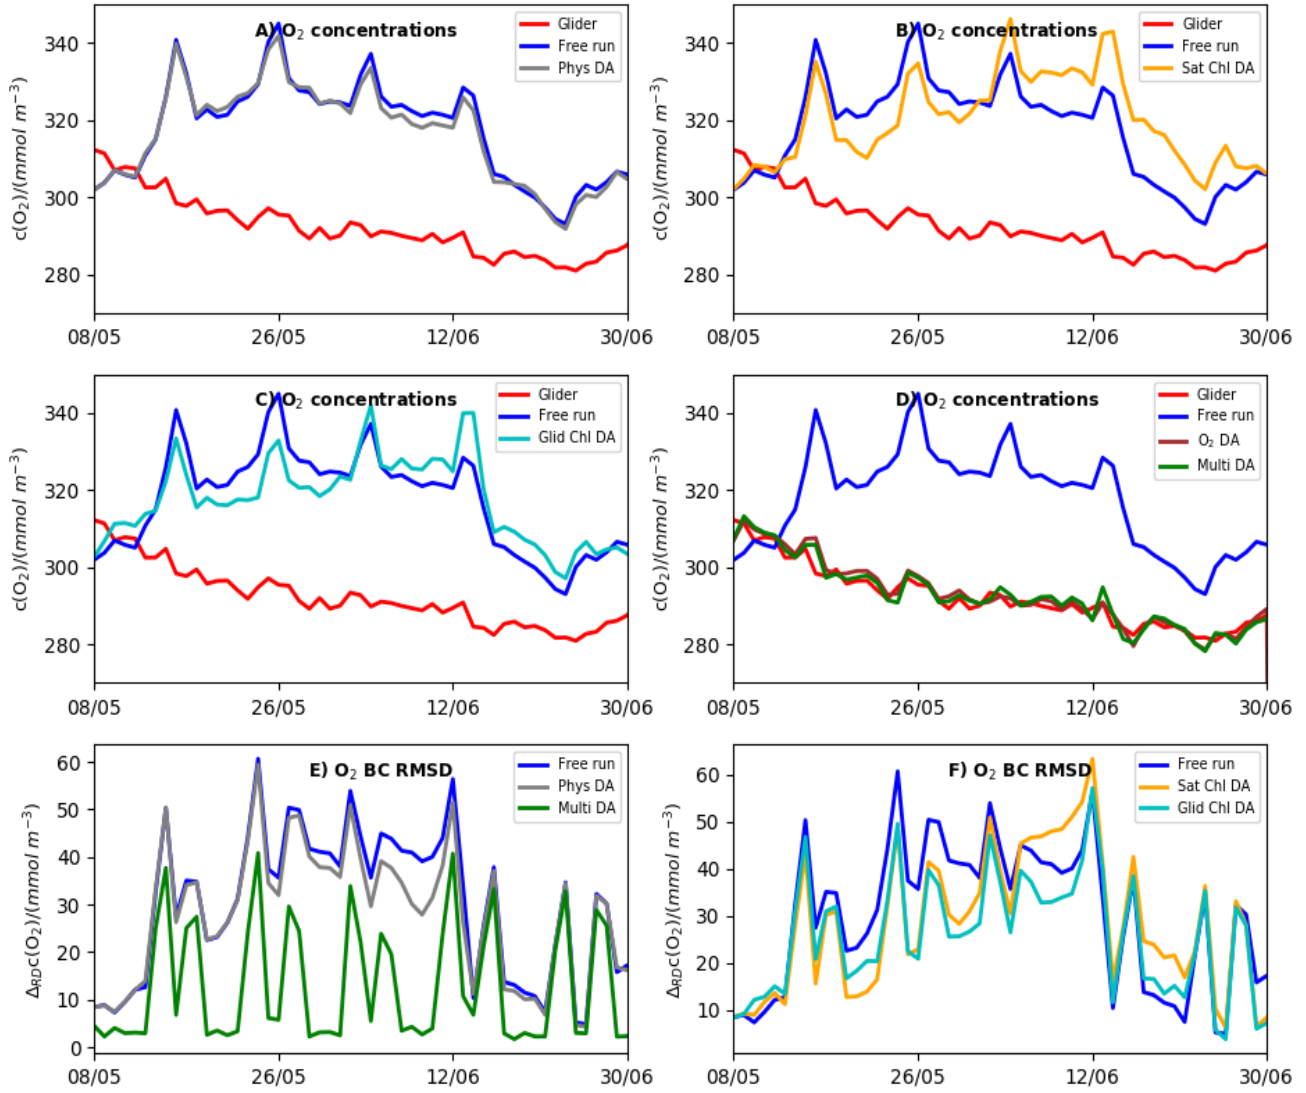 A) O₂ concentrations
Glider
Free run
Phys DA
c(O₂)/(mmol m⁻³)
340
320
300
280
08/05 26/05 12/06 30/06
B) O₂ concentrations
Glider
Free run
Sat Chl DA
c(O₂)/(mmol m⁻³)
340
320
300
280
08/05 26/05 12/06 30/06
C) O₂ concentrations
Glider
Free run
Glid Chl DA
c(O₂)/(mmol m⁻³)
340
320
300
280
08/05 26/05 12/06 30/06
D) O₂ concentrations
Glider
Free run
O₂ DA
Multi DA
c(O₂)/(mmol m⁻³)
340
320
300
280
08/05 26/05 12/06 30/06
E) O₂ BC RMSD
Free run
Phys DA
Multi DA
Δ_RD c(O₂)/(mmol m⁻³)
60
50
40
30
20
10
0
08/05 26/05 12/06 30/06
F) O₂ BC RMSD
Free run
Sat Chl DA
Glid Chl DA
Δ_RD c(O₂)/(mmol m⁻³)
60
50
40
30
20
10
08/05 26/05 12/06 30/06